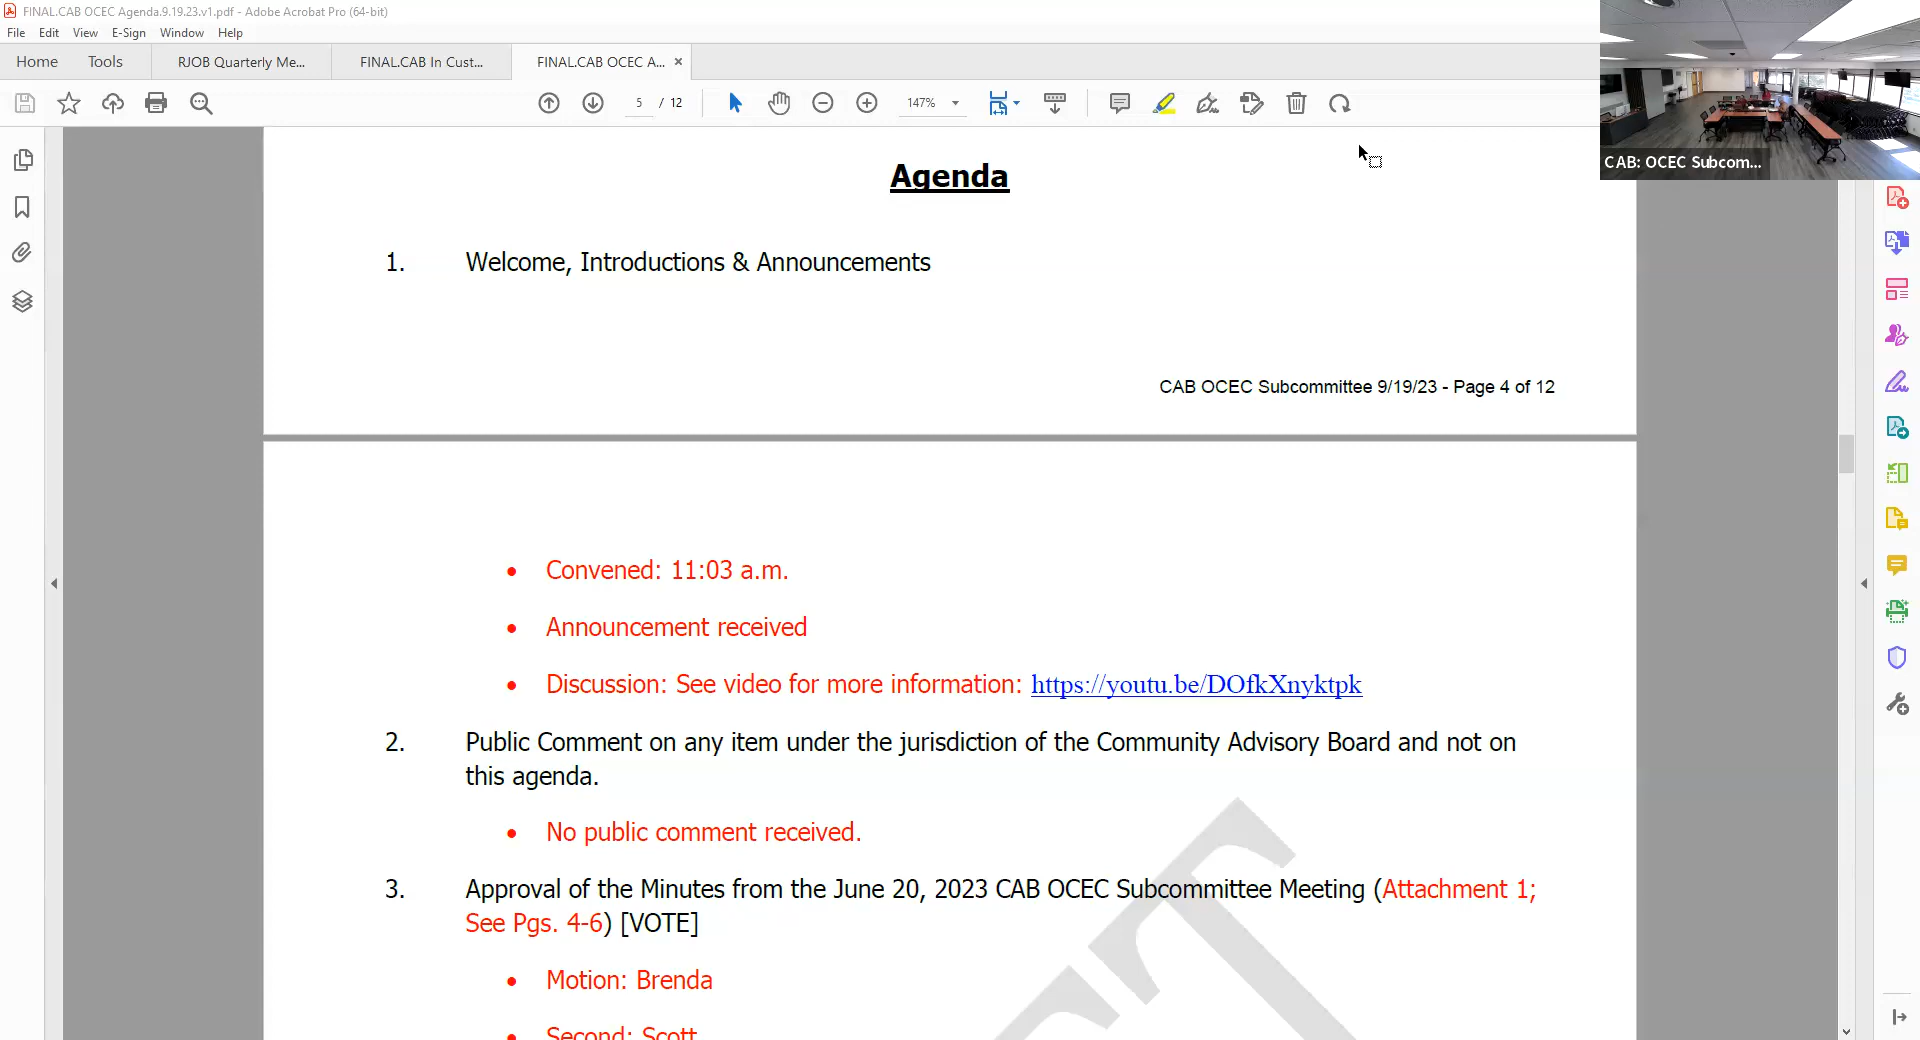 FINAL.CAB OCEC Agenda.9.19.23.v1.pdf - Adobe Acrobat Pro (64-bit)
File Edit View E-Sign Window Help
Home Tools RJOB Quarterly Me... FINAL.CAB In Cust... FINAL.CAB OCEC A... ×
5 / 12 147%
CAB: OCEC Subcom...
Agenda
1. Welcome, Introductions & Announcements
CAB OCEC Subcommittee 9/19/23 - Page 4 of 12
• Convened: 11:03 a.m.
• Announcement received
• Discussion: See video for more information: https://youtu.be/DOfkXnyktpk
2. Public Comment on any item under the jurisdiction of the Community Advisory Board and not on
this agenda.
• No public comment received.
3. Approval of the Minutes from the June 20, 2023 CAB OCEC Subcommittee Meeting (Attachment 1;
See Pgs. 4-6) [VOTE]
• Motion: Brenda
• Second: Scott